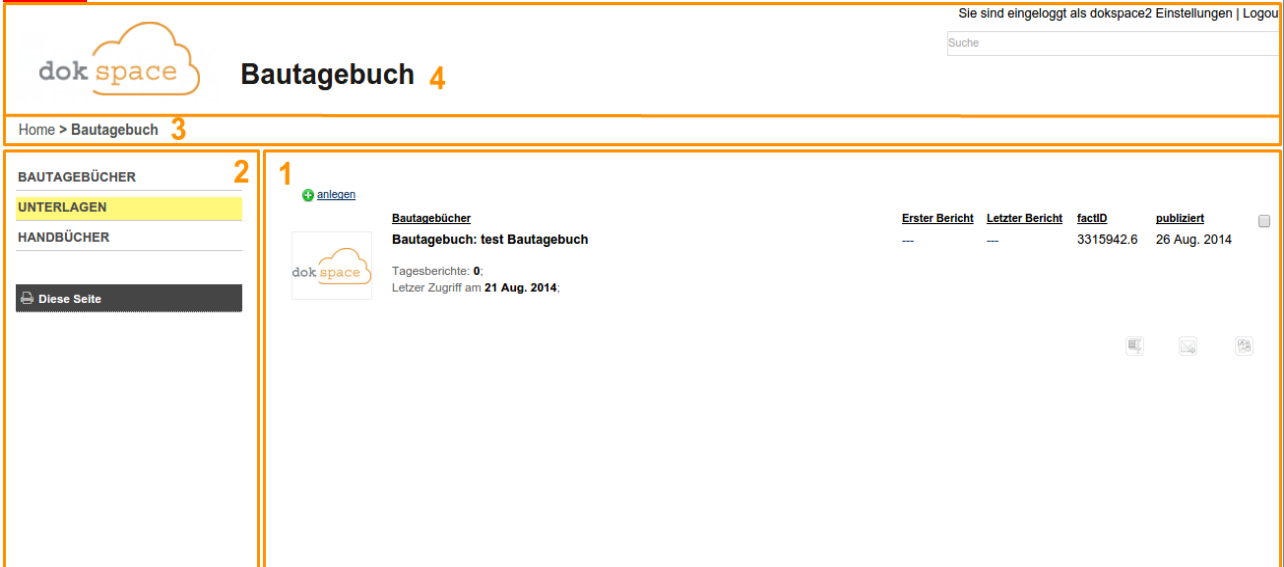 Sie sind eingeloggt als dokspace2 Einstellungen | Logou
Suche
dok space
Bautagebuch 4
Home > Bautagebuch 3
2
BAUTAGEBÜCHER
UNTERLAGEN
HANDBÜCHER
Diese Seite
1
anlegen
Bautagebücher Erster Bericht Letzter Bericht factID publiziert
Bautagebuch: test Bautagebuch --- --- 3315942.6 26 Aug. 2014
dok space
Tagesberichte: 0;
Letzer Zugriff am 21 Aug. 2014;